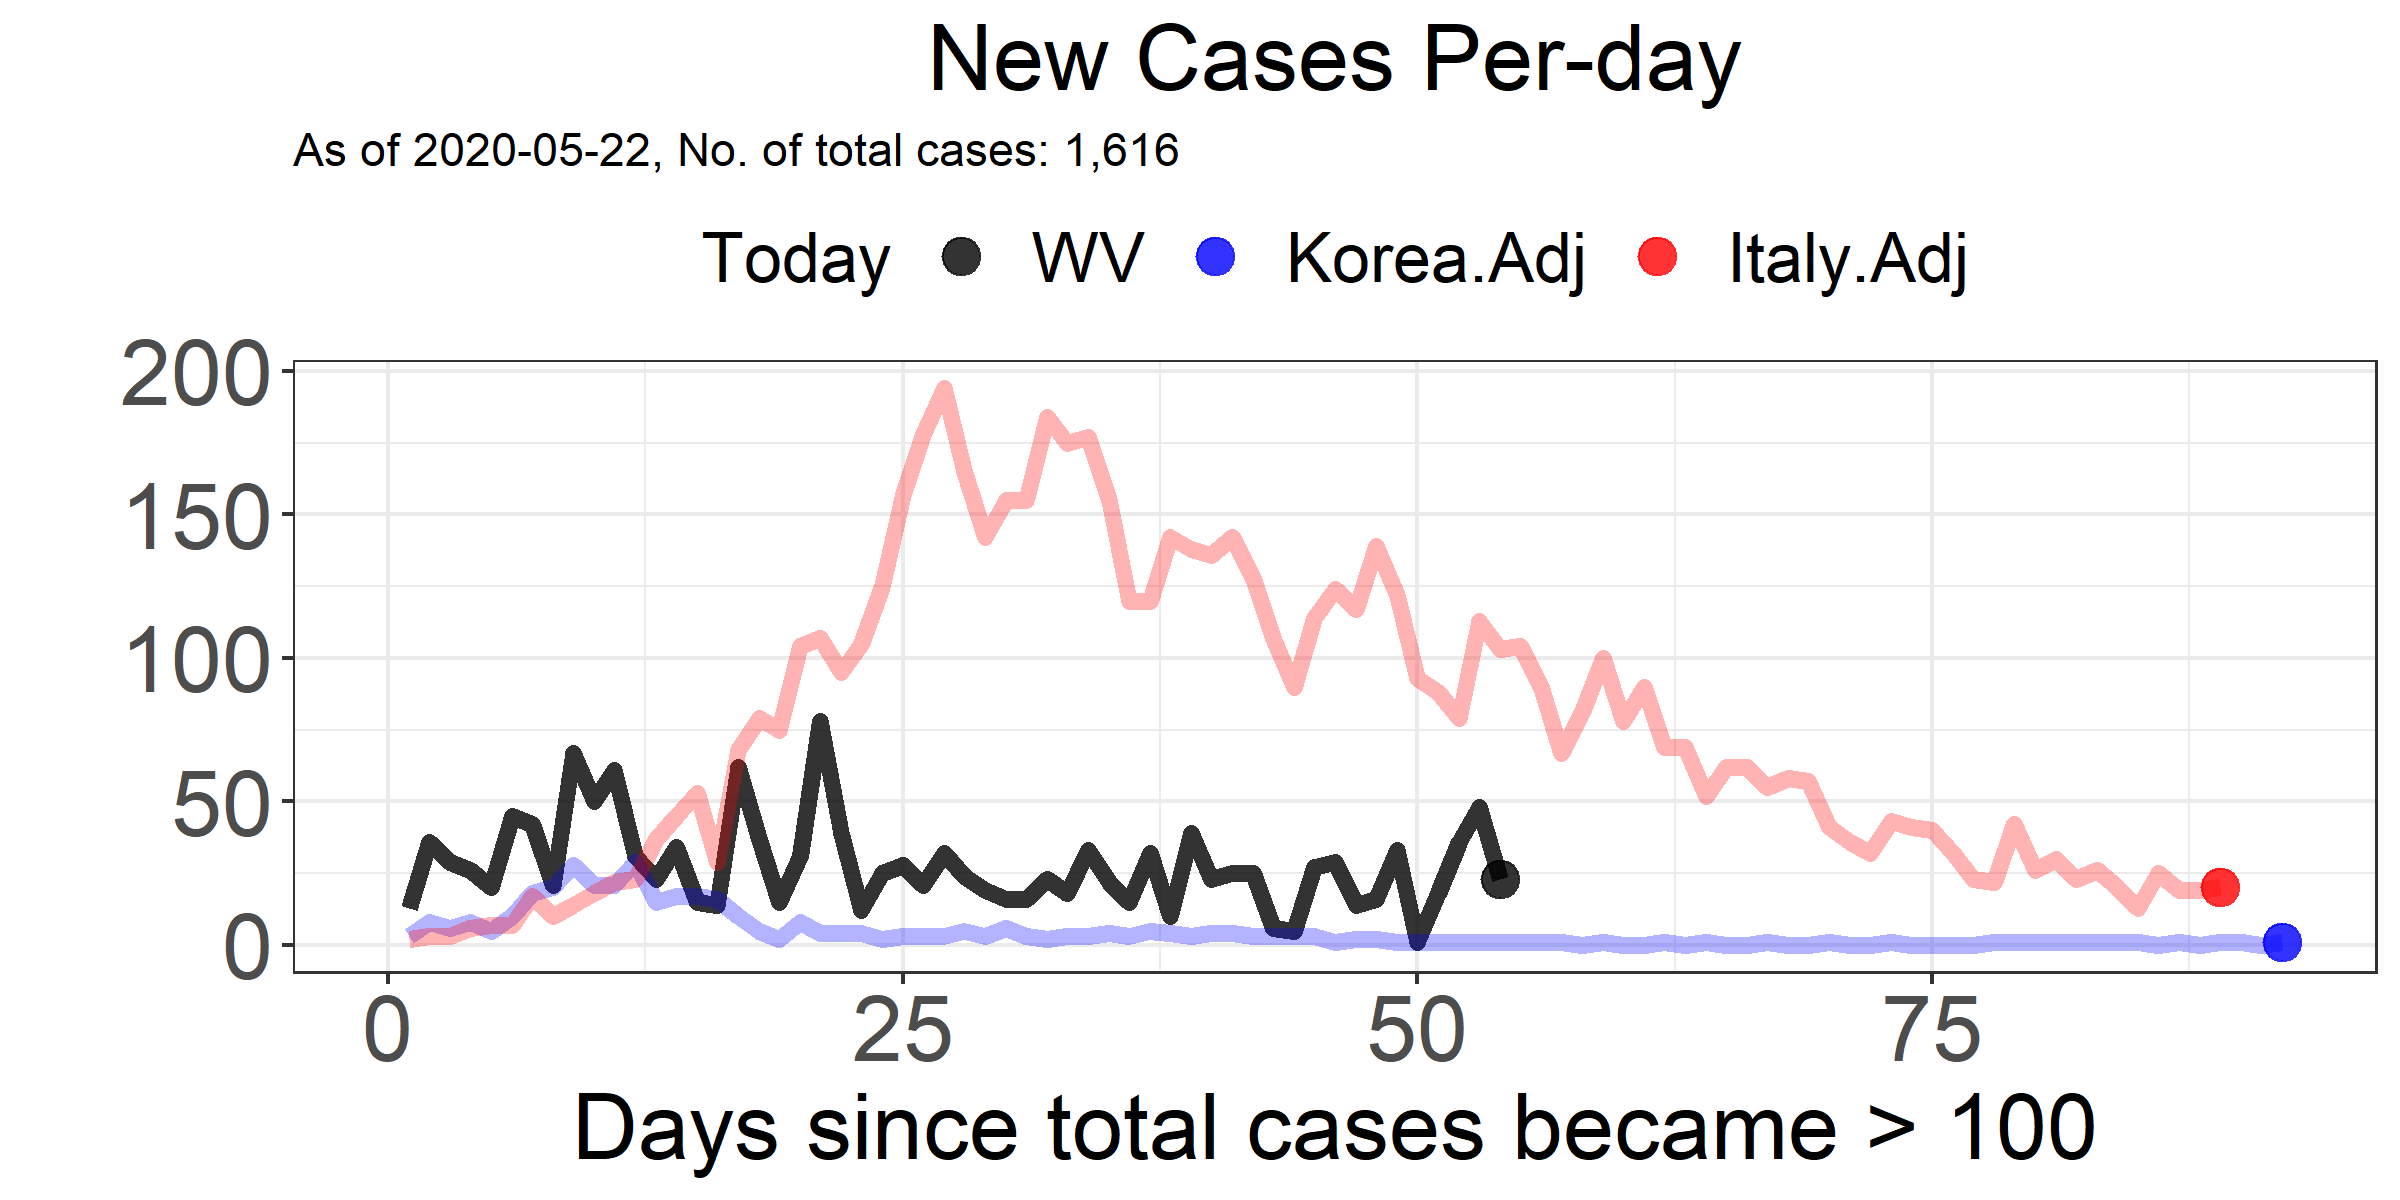 New Cases Per-day
As of 2020-05-22, No. of total cases: 1,616
Today WV Korea.Adj Italy.Adj
200
150
100
50
0
0 25 50 75
Days since total cases became > 100